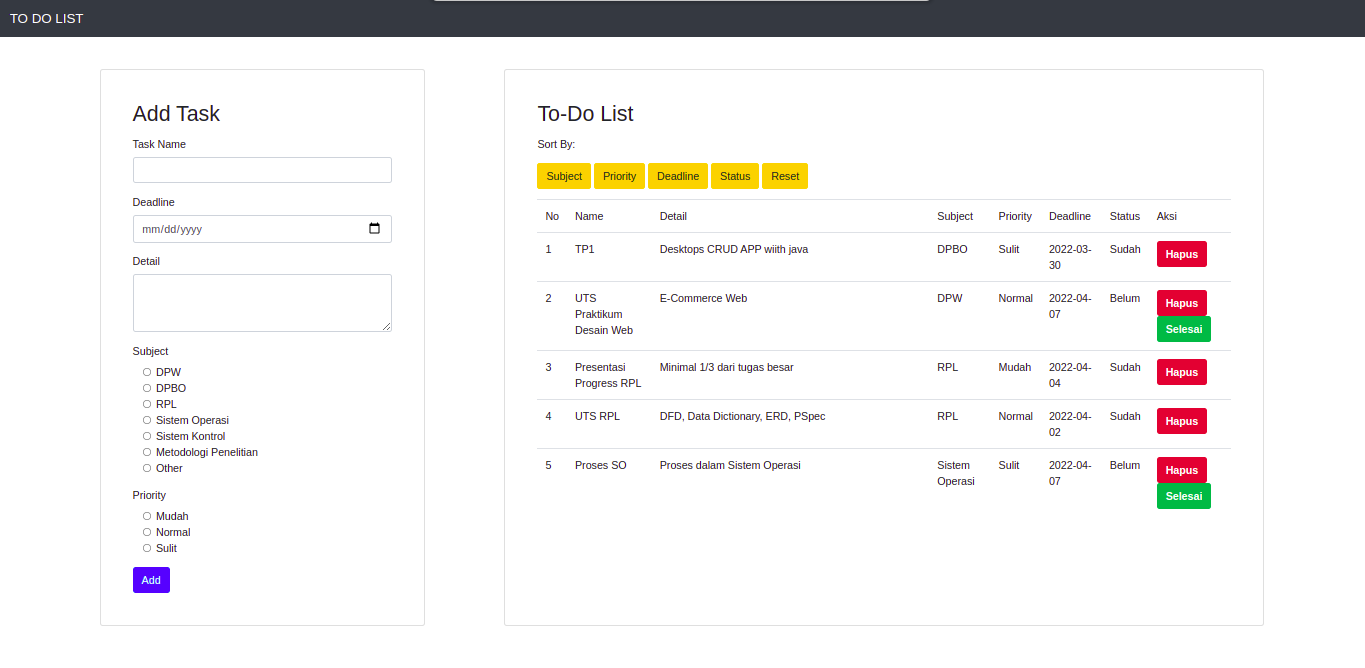 TO DO LIST
Add Task
Task Name
Deadline
mm/dd/yyyy
Detail
Subject
DPW
DPBO
RPL
Sistem Operasi
Sistem Kontrol
Metodologi Penelitian
Other
Priority
Mudah
Normal
Sulit
Add
To-Do List
Sort By:
Subject Priority Deadline Status Reset
No Name Detail Subject Priority Deadline Status Aksi
1 TP1 Desktops CRUD APP wiith java DPBO Sulit 2022-03- Sudah Hapus
30
2 UTS E-Commerce Web DPW Normal 2022-04- Belum Hapus
Praktikum 07
Desain Web Selesai
3 Presentasi Minimal 1/3 dari tugas besar RPL Mudah 2022-04- Sudah Hapus
Progress RPL 04
4 UTS RPL DFD, Data Dictionary, ERD, PSpec RPL Normal 2022-04- Sudah Hapus
02
5 Proses SO Proses dalam Sistem Operasi Sistem Sulit 2022-04- Belum Hapus
Operasi 07
Selesai